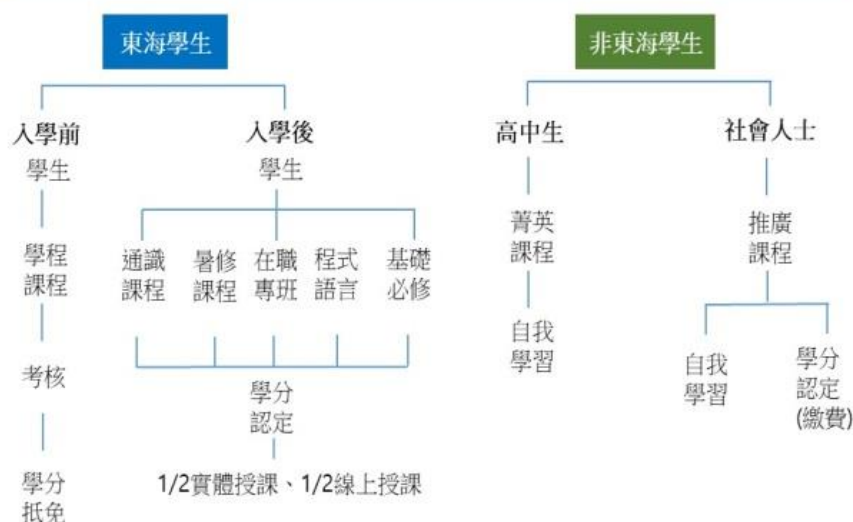 東海學生
非東海學生
入學前
學生
入學後
學生
高中生
社會人士
學程
課程
通識
課程
暑修
課程
在職
專班
程式
語言
基礎
必修
菁英
課程
推廣
課程
考核
學分
認定
自我
學習
自我
學習
學分
認定
(繳費)
學分
抵免
1/2實體授課、1/2線上授課